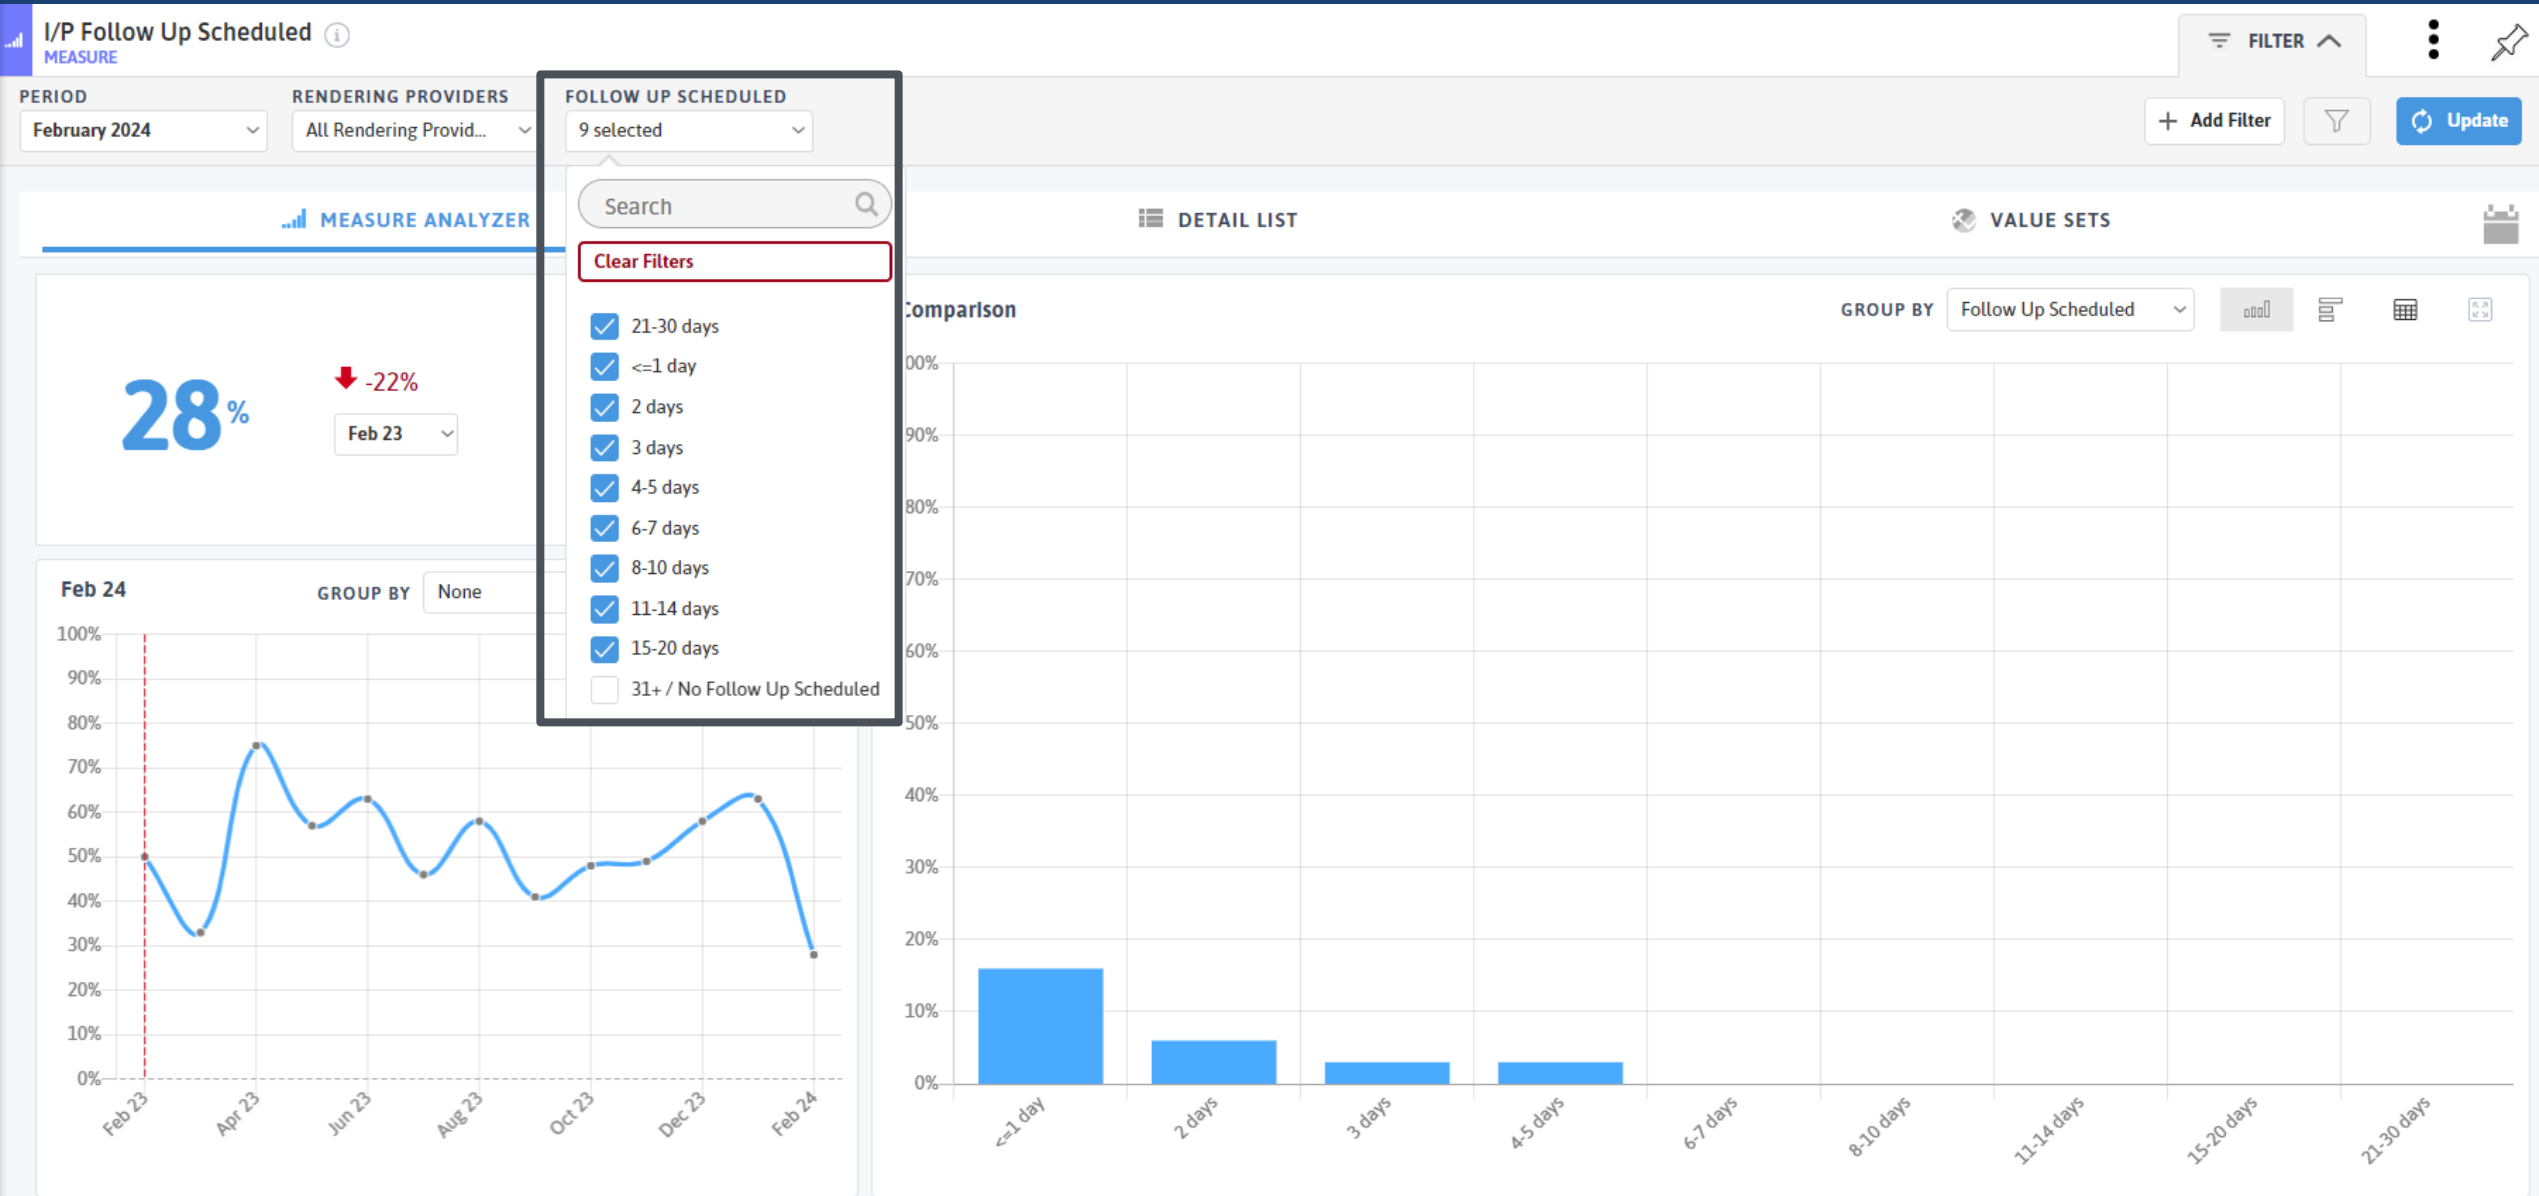 I/P Follow Up Scheduled
MEASURE
FILTER
PERIOD
February 2024
RENDERING PROVIDERS
All Rendering Provid...
FOLLOW UP SCHEDULED
9 selected
Add Filter
Update
Search
Clear Filters
21-30 days
<=1 day
2 days
3 days
4-5 days
6-7 days
8-10 days
11-14 days
15-20 days
31+ / No Follow Up Scheduled
MEASURE ANALYZER
DETAIL LIST
VALUE SETS
28%
-22%
Feb 23
Feb 24
GROUP BY
None
100%
90%
80%
70%
60%
50%
40%
30%
20%
10%
0%
Feb 23
Apr 23
Jun 23
Aug 23
Oct 23
Dec 23
Feb 24
Comparison
GROUP BY
Follow Up Scheduled
00%
90%
80%
70%
60%
50%
40%
30%
20%
10%
0%
<=1 day
2 days
3 days
4-5 days
6-7 days
8-10 days
11-14 days
15-20 days
21-30 days